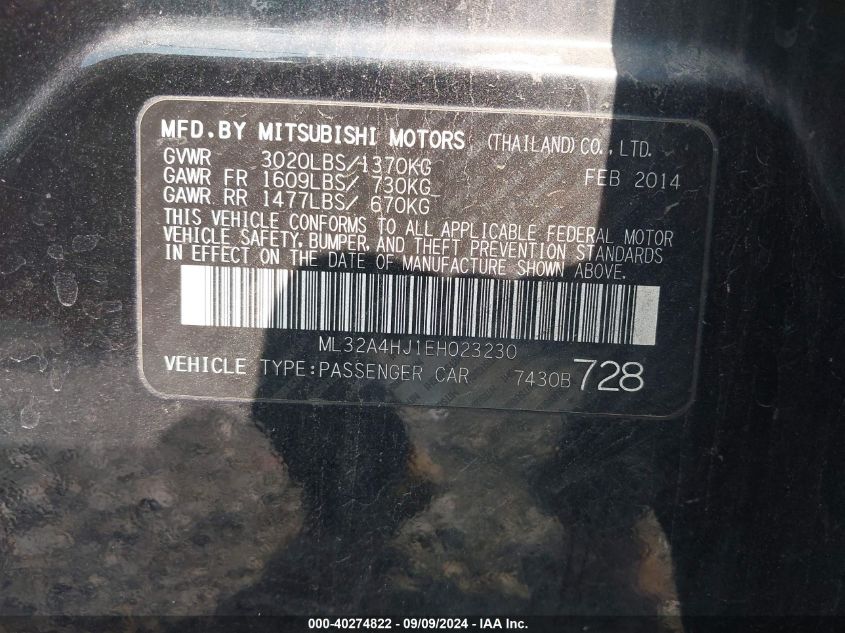 MFD.BY MITSUBISHI MOTORS (THAILAND) CO., LTD.
GVWR 3020LBS/1370KG FEB 2014
GAWR FR 1609LBS/ 730KG
GAWR RR 1477LBS/ 670KG
THIS VEHICLE CONFORMS TO ALL APPLICABLE FEDERAL MOTOR
VEHICLE SAFETY, BUMPER, AND THEFT PREVENTION STANDARDS
IN EFFECT ON THE DATE OF MANUFACTURE SHOWN ABOVE.
ML32A4HJ1EH023230
VEHICLE TYPE:PASSENGER CAR 7430B 728
000-40274822 - 09/09/2024 - IAA Inc.